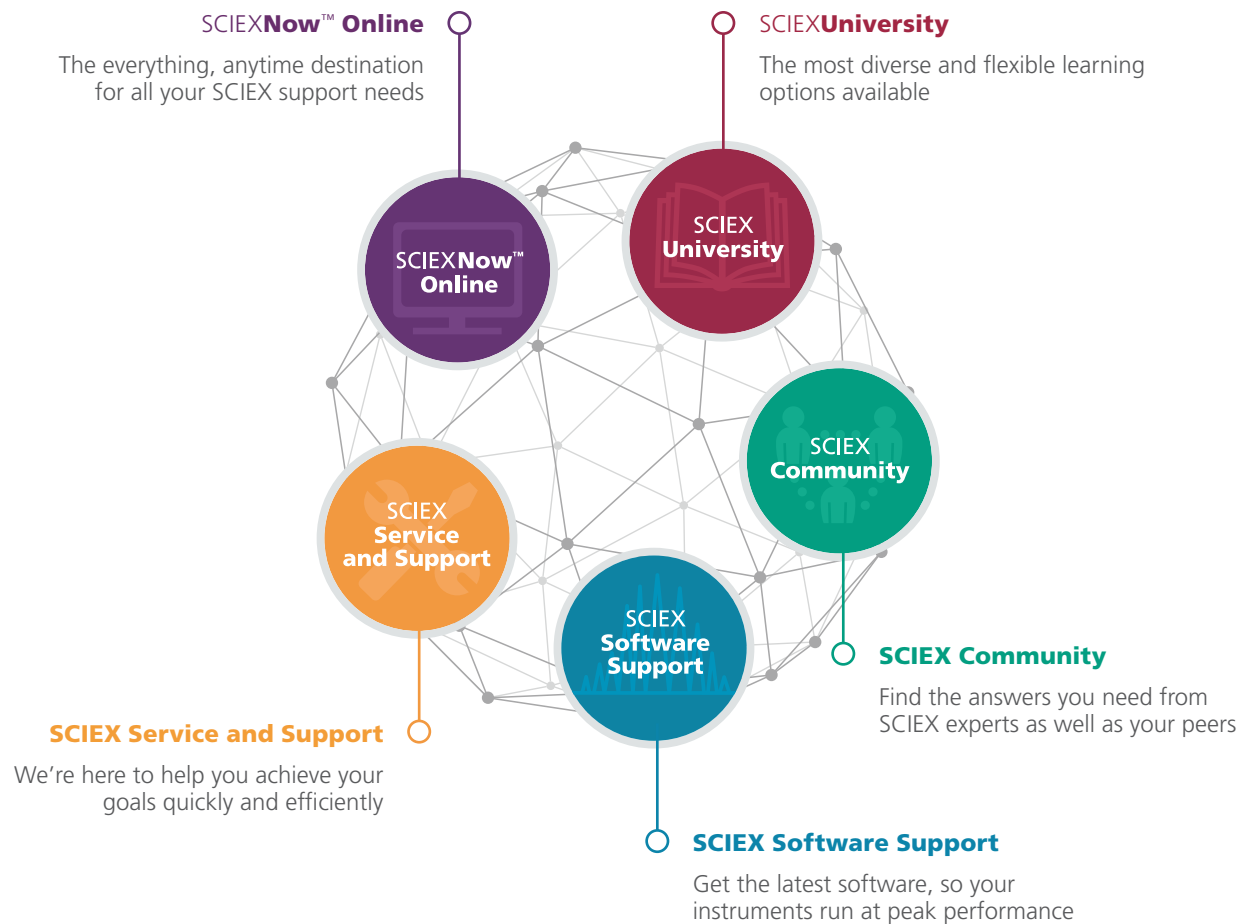 SCIEXNow™ Online
The everything, anytime destination
for all your SCIEX support needs
SCIEXUniversity
The most diverse and flexible learning
options available
SCIEXNow™
Online
SCIEX
University
SCIEX
Community
SCIEX
Service
and Support
SCIEX
Software
Support
SCIEX Community
Find the answers you need from
SCIEX experts as well as your peers
SCIEX Service and Support
We’re here to help you achieve your
goals quickly and efficiently
SCIEX Software Support
Get the latest software, so your
instruments run at peak performance